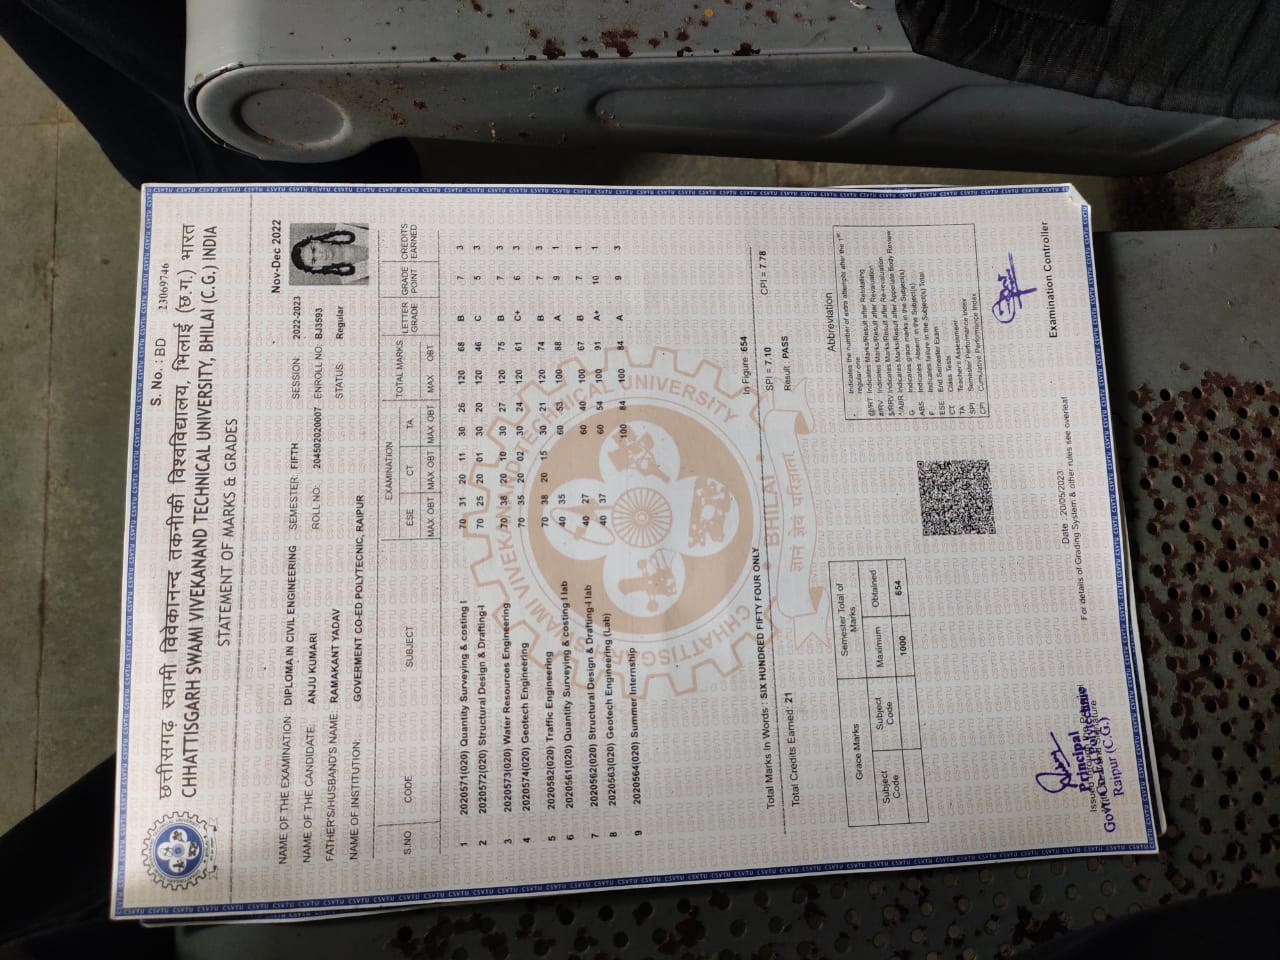 S. No. : BD 23069746
छत्तीसगढ़ स्वामी विवेकानन्द तकनीकी विश्वविद्यालय, भिलाई (छ.ग.) भारत
CHHATTISGARH SWAMI VIVEKANAND TECHNICAL UNIVERSITY, BHILAI (C.G.) INDIA
STATEMENT OF MARKS & GRADES
Nov-Dec 2022
NAME OF THE EXAMINATION: DIPLOMA IN CIVIL ENGINEERING SEMESTER: FIFTH SESSION: 2022-2023
NAME OF THE CANDIDATE: ANJU KUMARI ROLL NO: 204502020007 ENROLL NO: BJ3593
FATHER'S/HUSBAND'S NAME: RAMAKANT YADAV STATUS: Regular
NAME OF INSTITUTION: GOVERMENT CO-ED POLYTECNIC, RAIPUR
S.NO CODE SUBJECT EXAMINATION TOTAL MARKS LETTER GRADE GRADE POINT CREDITS EARNED
ESE CT TA
MAX OBT MAX OBT MAX OBT MAX OBT
1 2020571(020) Quantity Surveying & costing I 70 31 20 11 30 26 120 68 B 7 3
2 2020572(020) Structural Design & Drafting-I 70 25 20 01 30 20 120 46 C 5 3
3 2020573(020) Water Resources Engineering 70 38 20 10 30 27 120 75 B 7 3
4 2020574(020) Geotech Engineering 70 35 20 02 30 24 120 61 C+ 6 3
5 2020582(020) Traffic Engineering 70 38 20 15 30 21 120 74 B 7 3
6 2020561(020) Quantity Surveying & costing I lab 40 35 60 53 100 88 A 9 1
7 2020562(020) Structural Design & Drafting-I lab 40 27 60 40 100 67 B 7 1
8 2020563(020) Geotech Engineering (Lab) 40 37 60 54 100 91 A+ 10 1
9 2020564(020) Summer Internship 100 84 100 84 A 9 3
CHHATTISGARH SWAMI VIVEKANAND TECHNICAL UNIVERSITY
BHILAI
ज्ञानं ज्ञेयं परिज्ञाता
Total Marks In Words : SIX HUNDRED FIFTY FOUR ONLY In Figure :654
SPI = 7.10 CPI = 7.78
Total Credits Earned: 21 Result : PASS
Grace Marks Semester Total of Marks
Subject Code Subject Code Maximum Obtained
1000 654
Abbreviation
* Indicates the number of extra attempts after the 1st regular one
@/RT Indicates Marks/Result after Retotalling
#/RV Indicates Marks/Result after Revaluation
$/RRV Indicates Marks/Result after Re-revaluation
*/ABR Indicates Marks/Result after Appellate Body Review
G Indicates grace marks in the Subject(s)
ABS Indicates 'Absent' in the Subject(s)
F Indicates failure in the Subject(s) Total
ESE End Semester Exam
CT Class Tests
TA Teacher's Assessment
SPI Semester Performance Index
CPI Cumulative Performance Index
Examination Controller
Date : 20/05/2023
For details of Grading System & other rules see overleaf
Principal
Issued through the
Govt. Co-Ed Polytechnic
Raipur (C.G.)